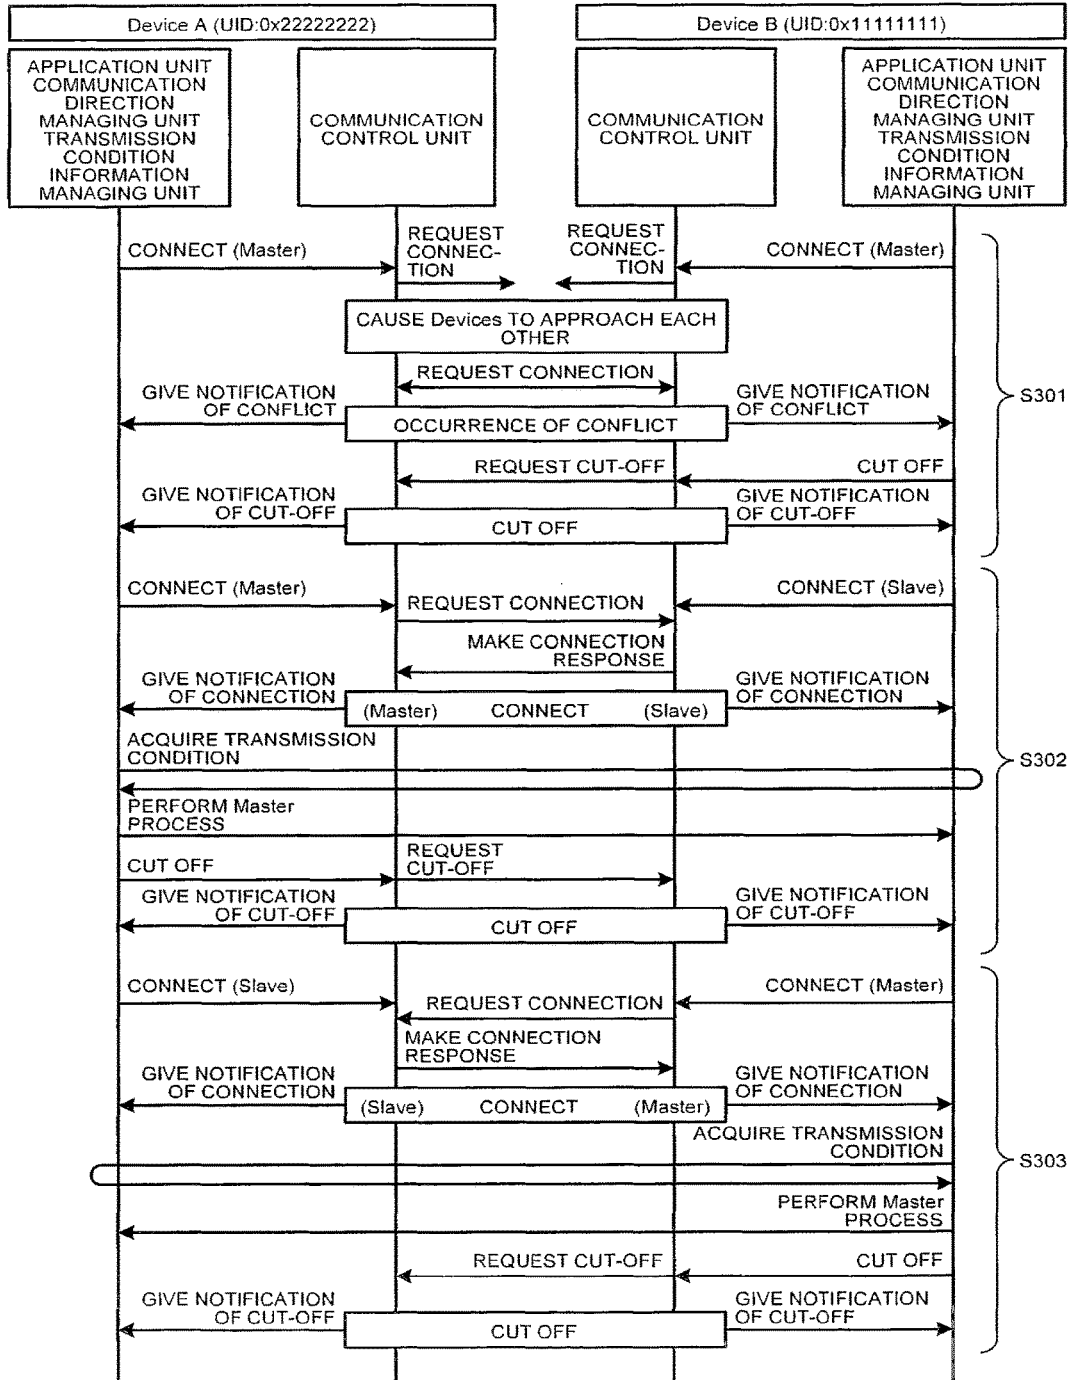 Device A (UID:0x22222222)
Device B (UID:0x11111111)
APPLICATION UNIT
COMMUNICATION
DIRECTION
MANAGING UNIT
TRANSMISSION
CONDITION
INFORMATION
MANAGING UNIT
COMMUNICATION
CONTROL UNIT
COMMUNICATION
CONTROL UNIT
APPLICATION UNIT
COMMUNICATION
DIRECTION
MANAGING UNIT
TRANSMISSION
CONDITION
INFORMATION
MANAGING UNIT
CONNECT (Master)
REQUEST
CONNEC-
TION
REQUEST
CONNEC-
TION
CONNECT (Master)
CAUSE Devices TO APPROACH EACH
OTHER
REQUEST CONNECTION
GIVE NOTIFICATION
OF CONFLICT
OCCURRENCE OF CONFLICT
GIVE NOTIFICATION
OF CONFLICT
S301
REQUEST CUT-OFF
CUT OFF
GIVE NOTIFICATION
OF CUT-OFF
CUT OFF
GIVE NOTIFICATION
OF CUT-OFF
CONNECT (Master)
REQUEST CONNECTION
CONNECT (Slave)
MAKE CONNECTION
RESPONSE
GIVE NOTIFICATION
OF CONNECTION
(Master) CONNECT (Slave)
GIVE NOTIFICATION
OF CONNECTION
ACQUIRE TRANSMISSION
CONDITION
S302
PERFORM Master
PROCESS
CUT OFF
REQUEST
CUT-OFF
GIVE NOTIFICATION
OF CUT-OFF
CUT OFF
GIVE NOTIFICATION
OF CUT-OFF
CONNECT (Slave)
REQUEST CONNECTION
CONNECT (Master)
MAKE CONNECTION
RESPONSE
GIVE NOTIFICATION
OF CONNECTION
(Slave) CONNECT (Master)
GIVE NOTIFICATION
OF CONNECTION
ACQUIRE TRANSMISSION
CONDITION
S303
PERFORM Master
PROCESS
REQUEST CUT-OFF
CUT OFF
GIVE NOTIFICATION
OF CUT-OFF
CUT OFF
GIVE NOTIFICATION
OF CUT-OFF